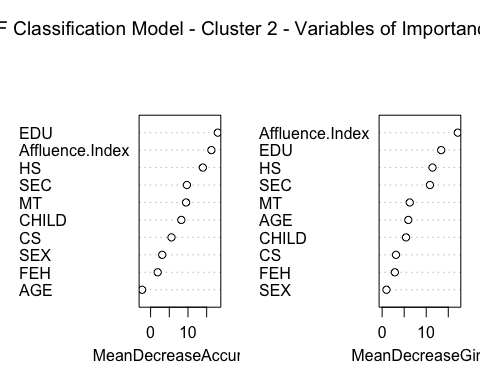 F Classification Model - Cluster 2 - Variables of Importanc
EDU
Affluence.Index
HS
SEC
MT
CHILD
CS
SEX
FEH
AGE
0 10
MeanDecreaseAccur
Affluence.Index
EDU
HS
SEC
MT
AGE
CHILD
CS
FEH
SEX
0 10
MeanDecreaseGin